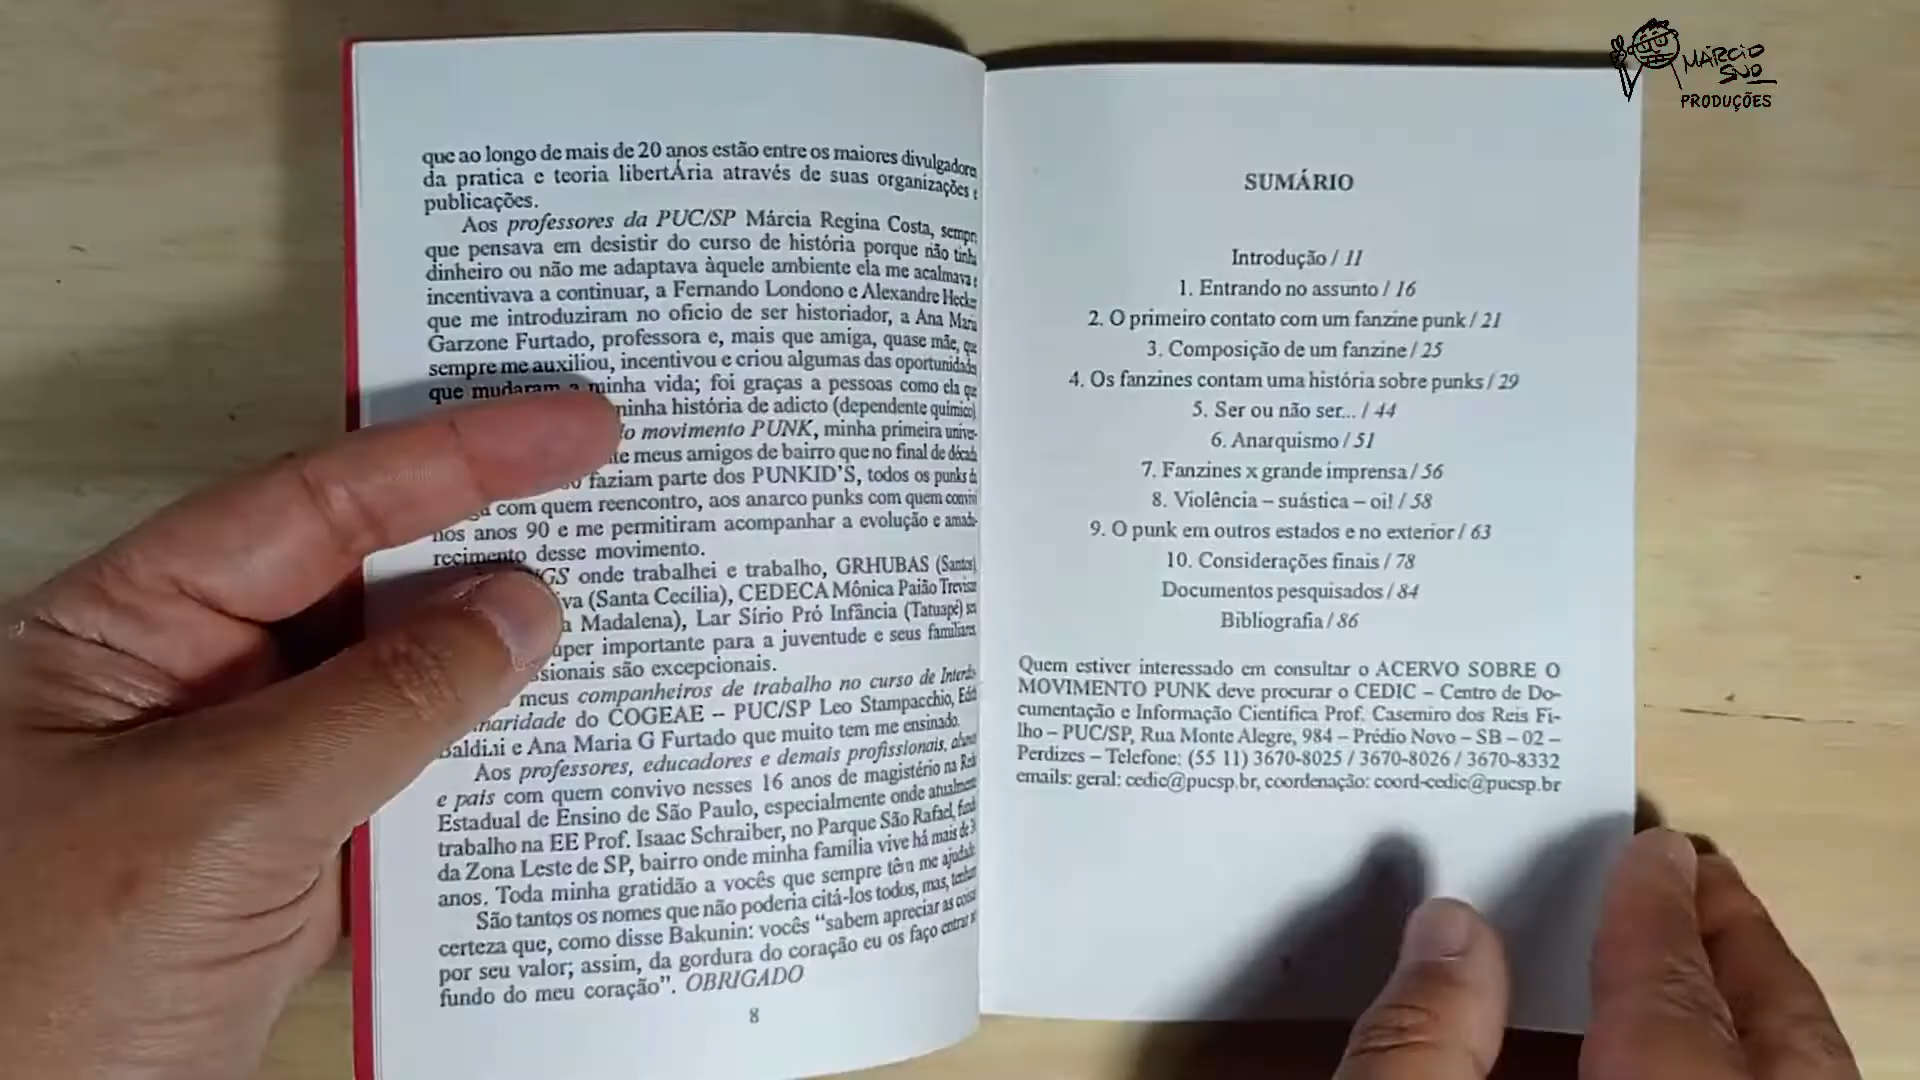 que ao longo de mais de 20 anos estão entre os maiores divulgadores
da pratica e teoria libertÁria através de suas organizações e
publicações.
Aos professores da PUC/SP Márcia Regina Costa, sempre
que pensava em desistir do curso de história porque não tinha
dinheiro ou não me adaptava àquele ambiente ela me acalmava e
incentivava a continuar, a Fernando Londono e Alexandre Hecker
que me introduziram no oficio de ser historiador, a Ana Maria
Garzone Furtado, professora e, mais que amiga, quase mãe, que
sempre me auxiliou, incentivou e criou algumas das oportunidades
que mudaram a minha vida; foi graças a pessoas como ela que
minha história de adicto (dependente químico)
do movimento PUNK, minha primeira univer-
meus amigos de bairro que no final de década
faziam parte dos PUNKID'S, todos os punks da
com quem reencontro, aos anarco punks com quem convivi
nos anos 90 e me permitiram acompanhar a evolução e amadu-
recimento desse movimento.
onde trabalhei e trabalho, GRHUBAS (Santos)
(Santa Cecília), CEDECA Mônica Paião Trevisan
Madalena), Lar Sírio Pró Infância (Tatuapé) seu
super importante para a juventude e seus familiares
são excepcionais.
meus companheiros de trabalho no curso de Interdis-
do COGEAE – PUC/SP Leo Stampacchio, Edith
Baldini e Ana Maria G Furtado que muito tem me ensinado.
Aos professores, educadores e demais profissionais, alunos
e pais com quem convivo nesses 16 anos de magistério na Rede
Estadual de Ensino de São Paulo, especialmente onde atualmente
trabalho na EE Prof. Isaac Schraiber, no Parque São Rafael, fundo
da Zona Leste de SP, bairro onde minha família vive há mais de
anos. Toda minha gratidão a vocês que sempre têm me ajudado
São tantos os nomes que não poderia citá-los todos, mas, tenham
certeza que, como disse Bakunin: vocês “sabem apreciar as coisas
por seu valor; assim, da gordura do coração eu os faço entrar no
fundo do meu coração”. OBRIGADO
8
SUMÁRIO
Introdução / 11
1. Entrando no assunto / 16
2. O primeiro contato com um fanzine punk / 21
3. Composição de um fanzine / 25
4. Os fanzines contam uma história sobre punks / 29
5. Ser ou não ser... / 44
6. Anarquismo / 51
7. Fanzines x grande imprensa / 56
8. Violência – suástica – oi! / 58
9. O punk em outros estados e no exterior / 63
10. Considerações finais / 78
Documentos pesquisados / 84
Bibliografia / 86
Quem estiver interessado em consultar o ACERVO SOBRE O
MOVIMENTO PUNK deve procurar o CEDIC – Centro de Do-
cumentação e Informação Científica Prof. Casemiro dos Reis Fi-
lho – PUC/SP, Rua Monte Alegre, 984 – Prédio Novo – SB – 02 –
Perdizes – Telefone: (55 11) 3670-8025 / 3670-8026 / 3670-8332
emails: geral: cedic@pucsp.br, coordenação: coord-cedic@pucsp.br
MÁRCIO
SNO
PRODUÇÕES